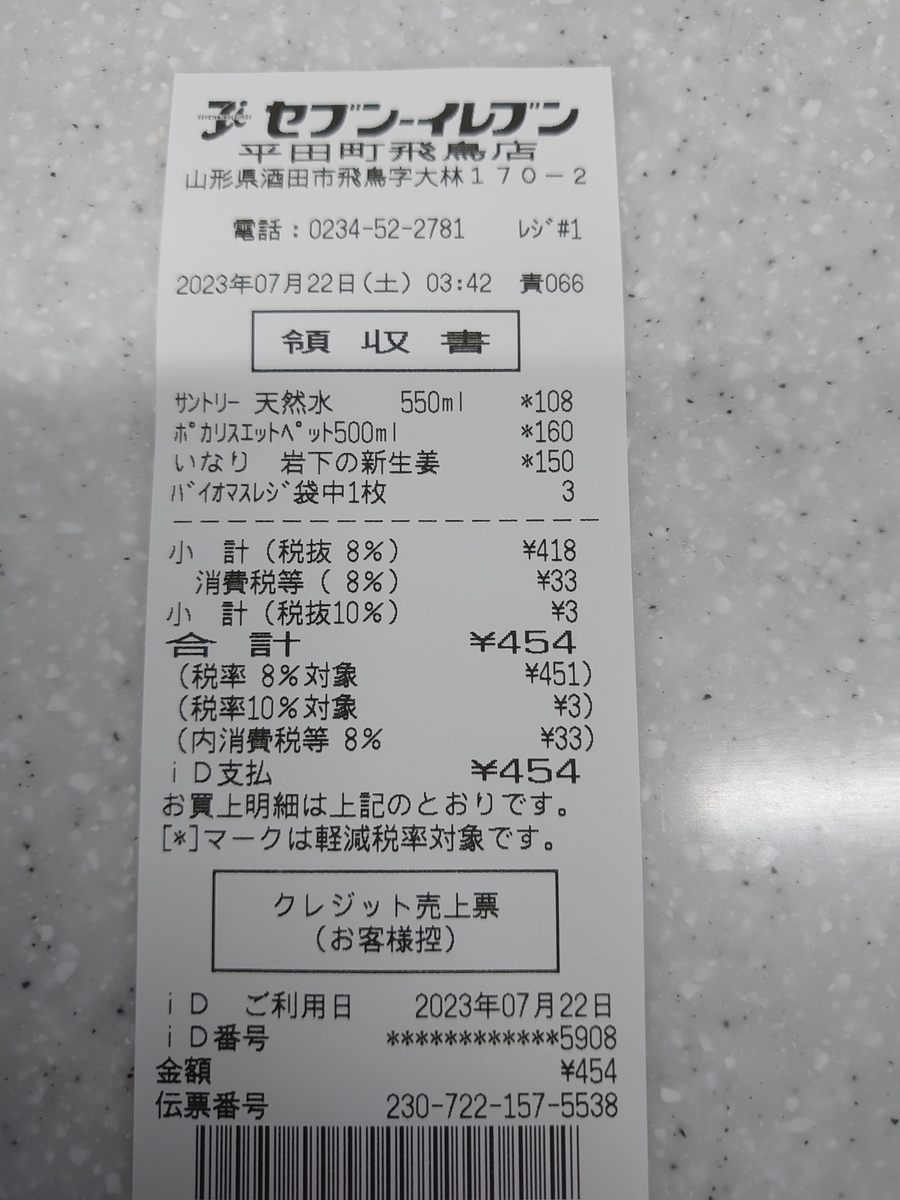 セブン-イレブン
平田町飛鳥店
山形県酒田市飛鳥字大林170-2
電話:0234-52-2781 レジ#1
2023年07月22日(土) 03:42 責066
領収書
サントリー 天然水 550ml *108
ポカリスエットペット500ml *160
いなり 岩下の新生姜 *150
バイオマスレジ袋中1枚 3
小 計(税抜 8%) ¥418
消費税等( 8%) ¥33
小 計(税抜10%) ¥3
合 計 ¥454
(税率 8%対象 ¥451)
(税率10%対象 ¥3)
(内消費税等 8% ¥33)
iD支払 ¥454
お買上明細は上記のとおりです。
[*]マークは軽減税率対象です。
クレジット売上票
(お客様控)
iD ご利用日 2023年07月22日
iD番号 ************5908
金額 ¥454
伝票番号 230-722-157-5538